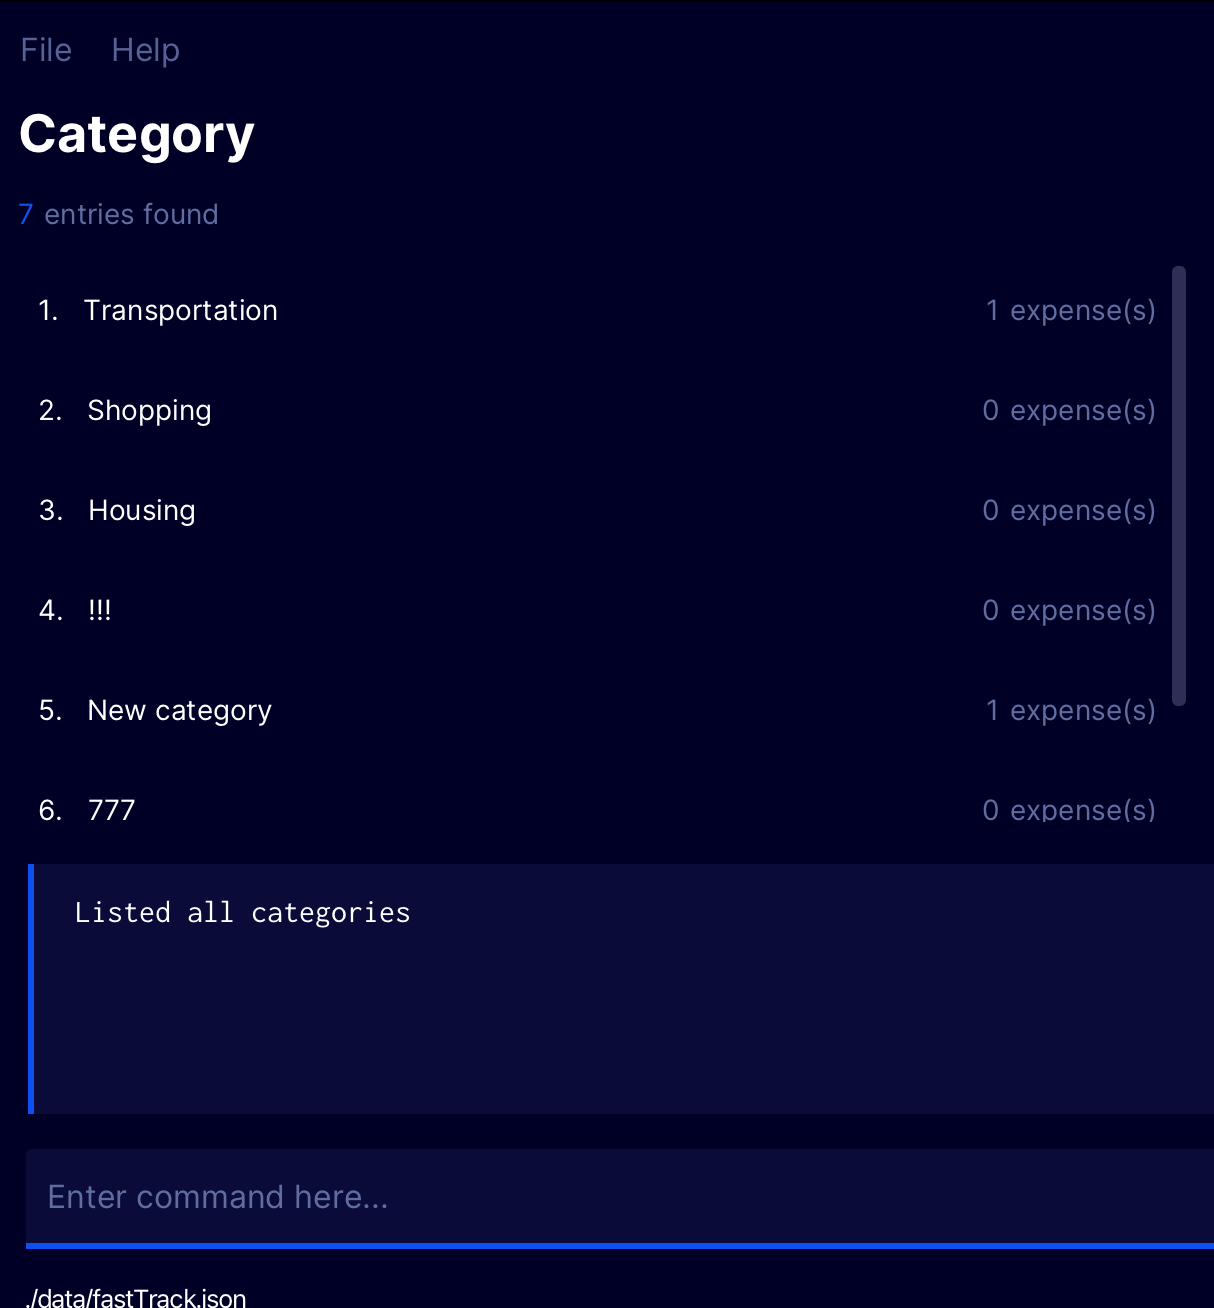 File Help
Category
7 entries found
1. Transportation 1 expense(s)
2. Shopping 0 expense(s)
3. Housing 0 expense(s)
4. !!! 0 expense(s)
5. New category 1 expense(s)
6. 777 0 expense(s)
Listed all categories
Enter command here...
./data/fastTrack.json